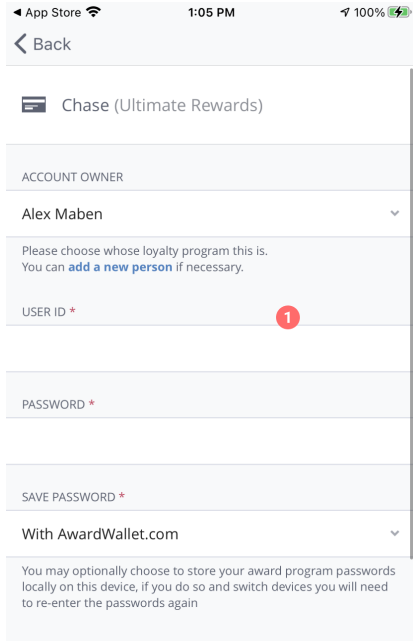 App Store 1:05 PM 100%
Back
Chase (Ultimate Rewards)
ACCOUNT OWNER
Alex Maben
Please choose whose loyalty program this is.
You can add a new person if necessary.
USER ID *
1
PASSWORD *
SAVE PASSWORD *
With AwardWallet.com
You may optionally choose to store your award program passwords
locally on this device, if you do so and switch devices you will need
to re-enter the passwords again